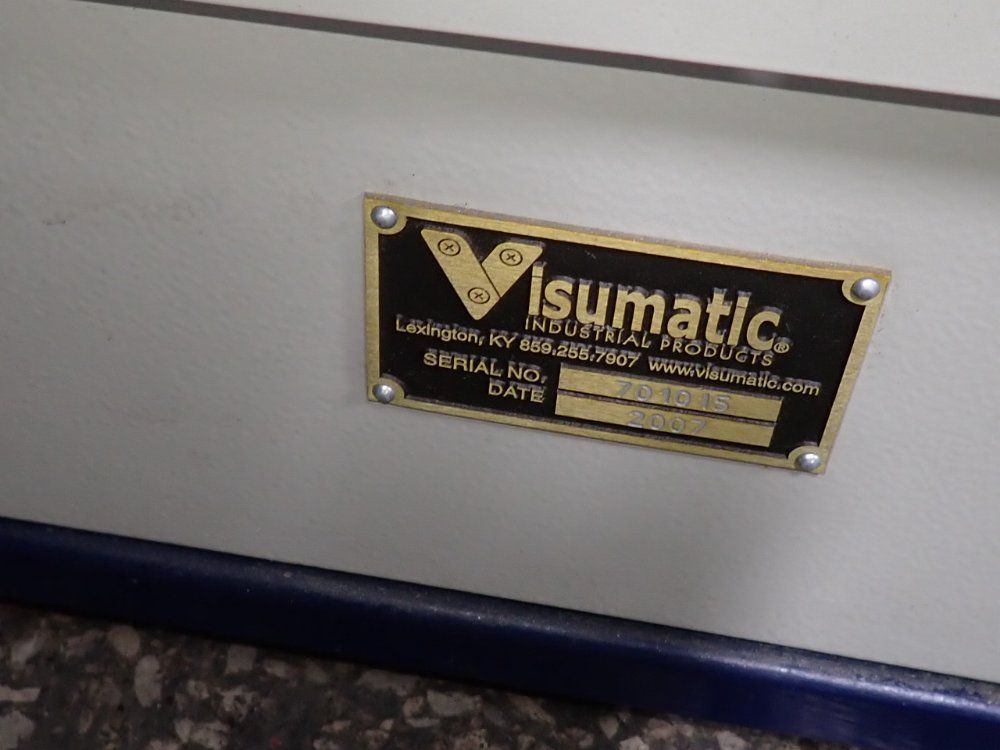 Visumatic®
INDUSTRIAL PRODUCTS
Lexington, KY 859.255.7907 www.visumatic.com
SERIAL NO. 701015
DATE 2007